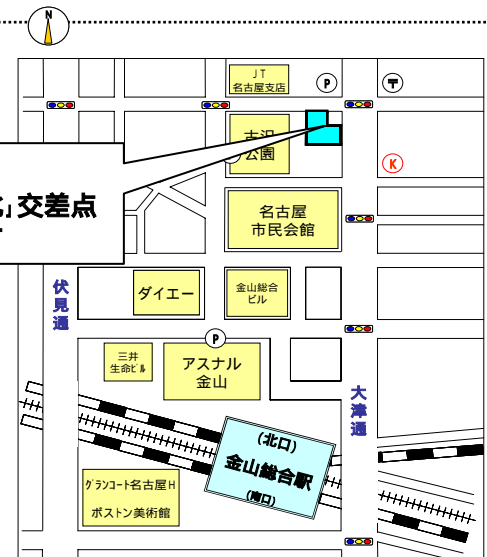 N
JT
名古屋支店
P
〒
古沢
公園
K
」交差点
名古屋
市民会館
伏見通
ダイエー
金山総合
ビル
P
三井
生命ビル
アスナル
金山
大津通
(北口)
金山総合駅
(南口)
グランコート名古屋H
ボストン美術館